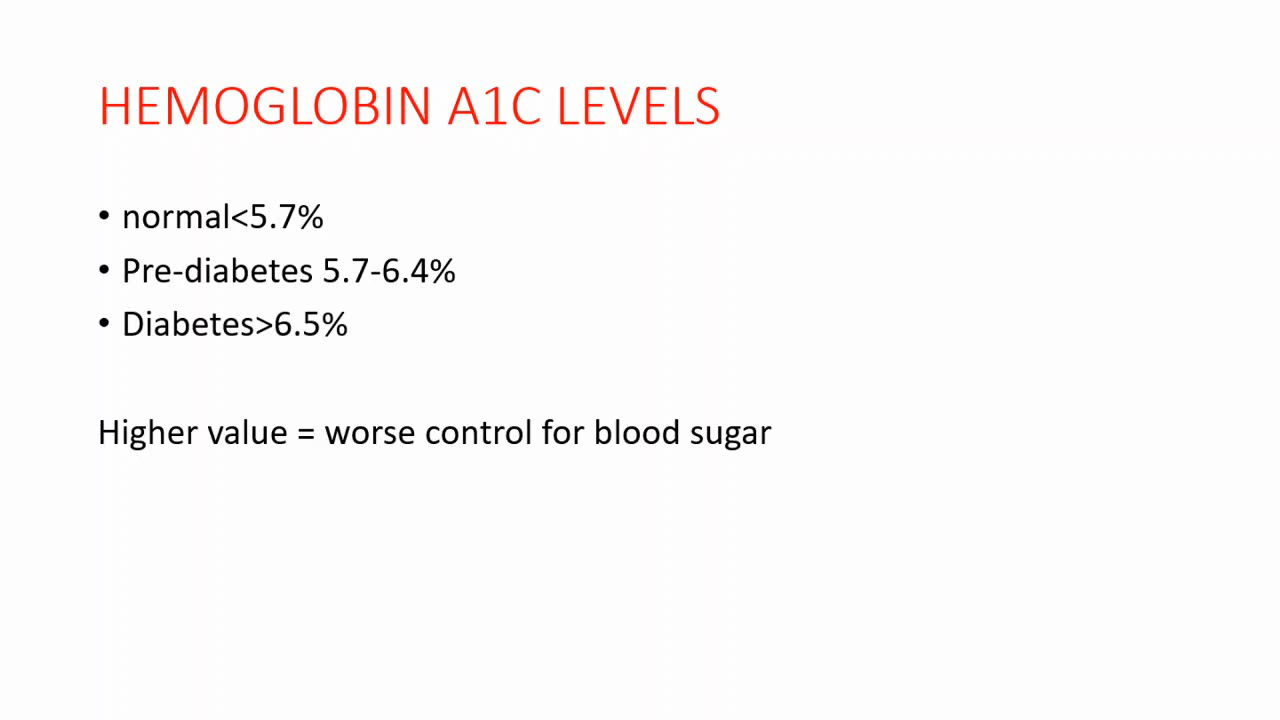 HEMOGLOBIN A1C LEVELS
• normal<5.7%
• Pre-diabetes 5.7-6.4%
• Diabetes>6.5%
Higher value = worse control for blood sugar